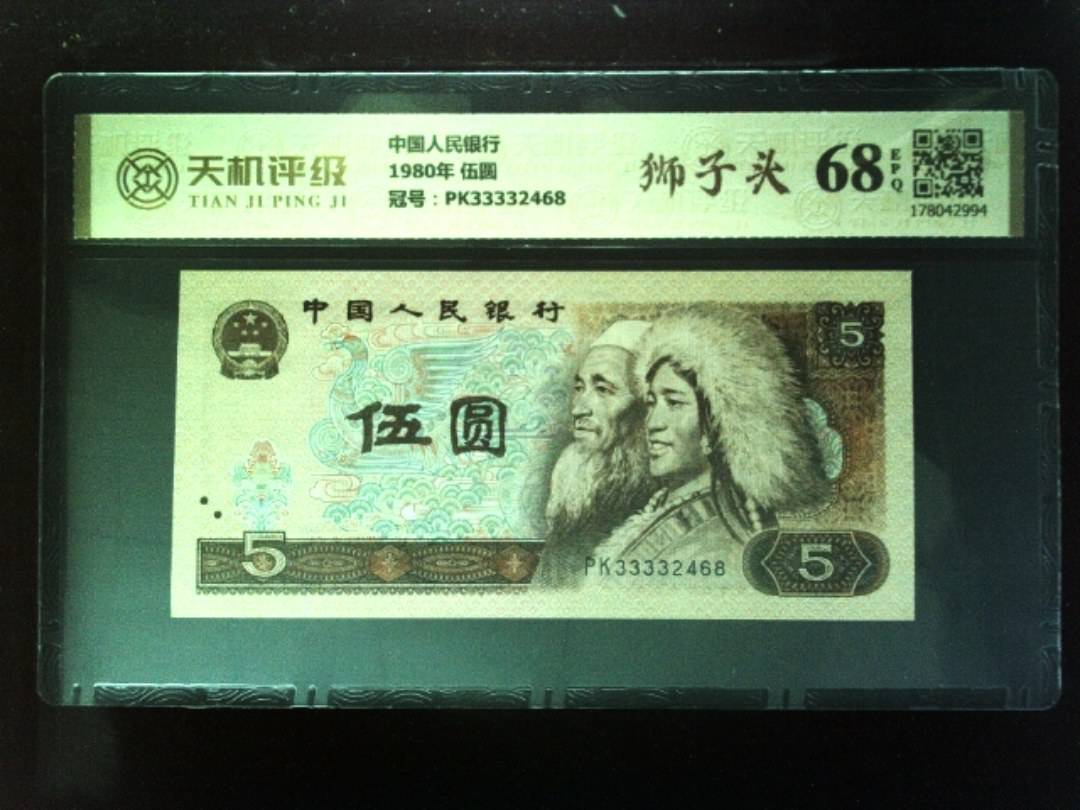 天机评级
TIAN JI PING JI
中国人民银行
1980年 伍圆
冠号：PK33332468
狮子头
68
EPQ
178042994
中国人民银行
5
伍圆
5
PK33332468
5